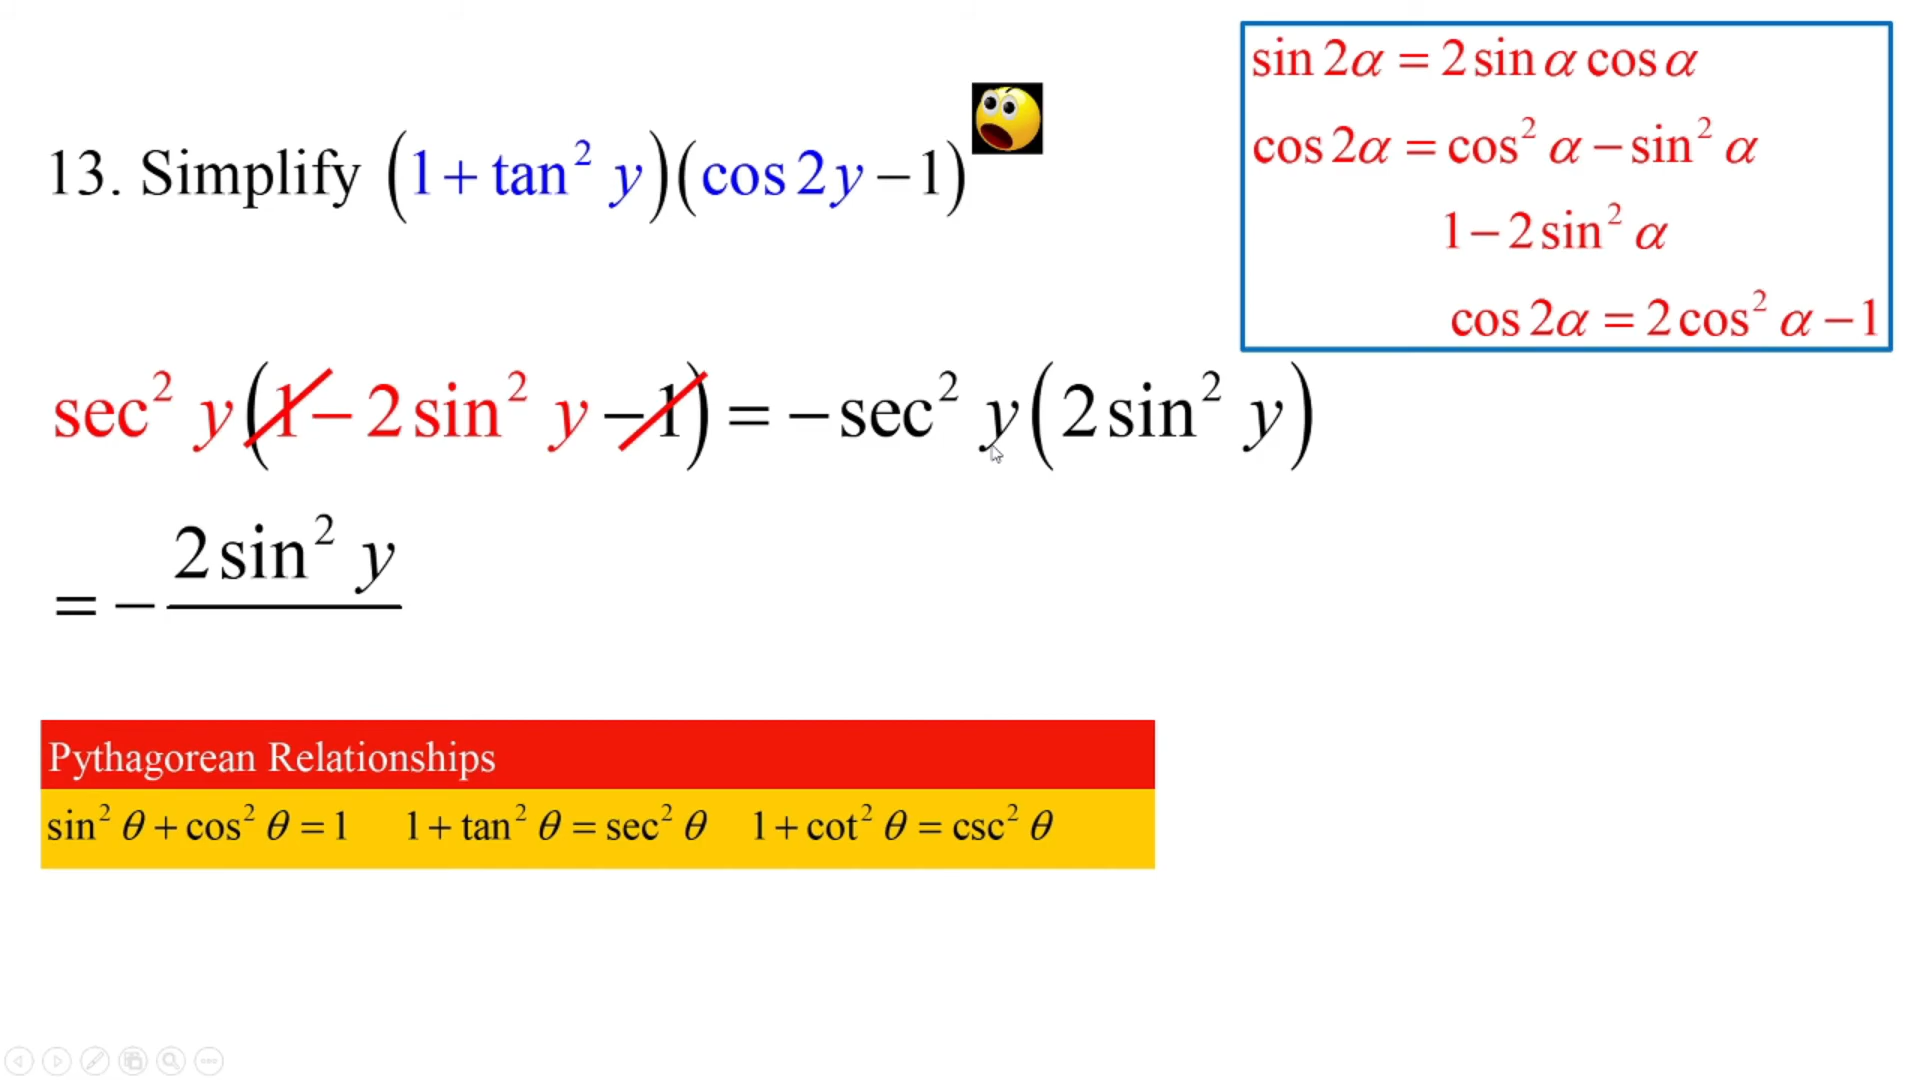 13. Simplify (1 + tan² y)(cos 2y − 1)
sin 2α = 2 sin α cos α
cos 2α = cos² α − sin² α
1 − 2 sin² α
cos 2α = 2 cos² α − 1
sec² y(1 − 2 sin² y − 1) = − sec² y(2 sin² y)
= − 2 sin² y
Pythagorean Relationships
sin² θ + cos² θ = 1 1 + tan² θ = sec² θ 1 + cot² θ = csc² θ